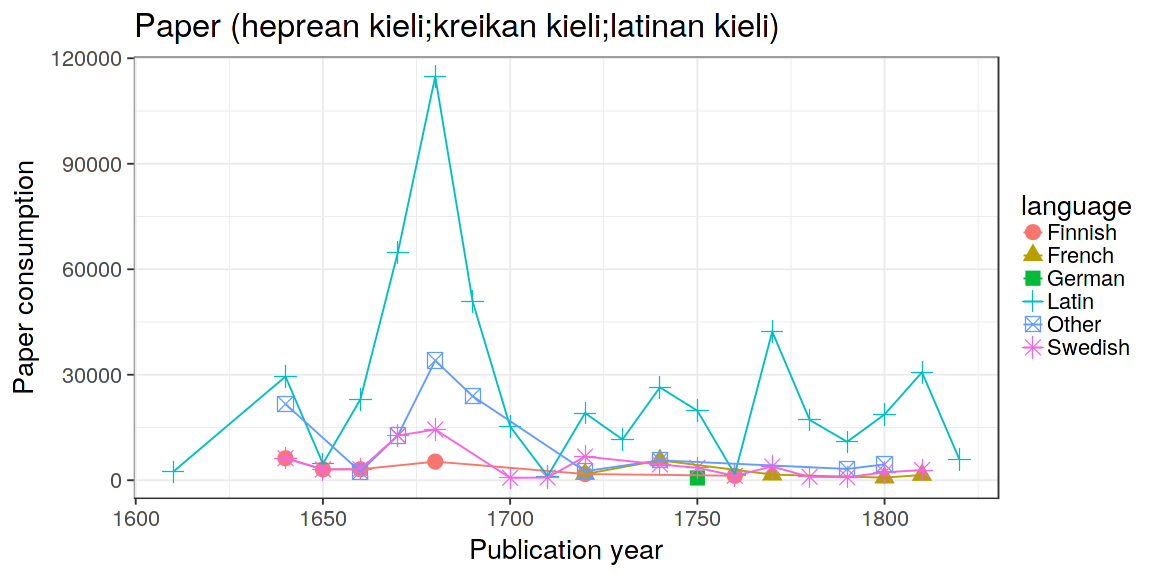 Paper (heprean kieli;kreikan kieli;latinan kieli)
120000
90000
60000
30000
0
Paper consumption
1600 1650 1700 1750 1800
Publication year
language
Finnish
French
German
Latin
Other
Swedish